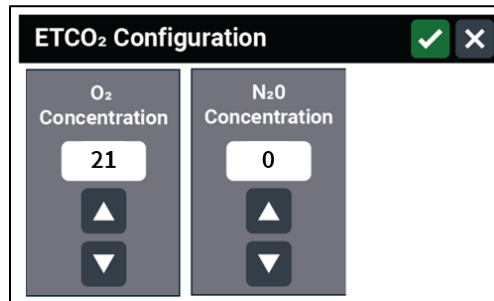 ETCO₂ Configuration
O₂
Concentration
21
N₂0
Concentration
0